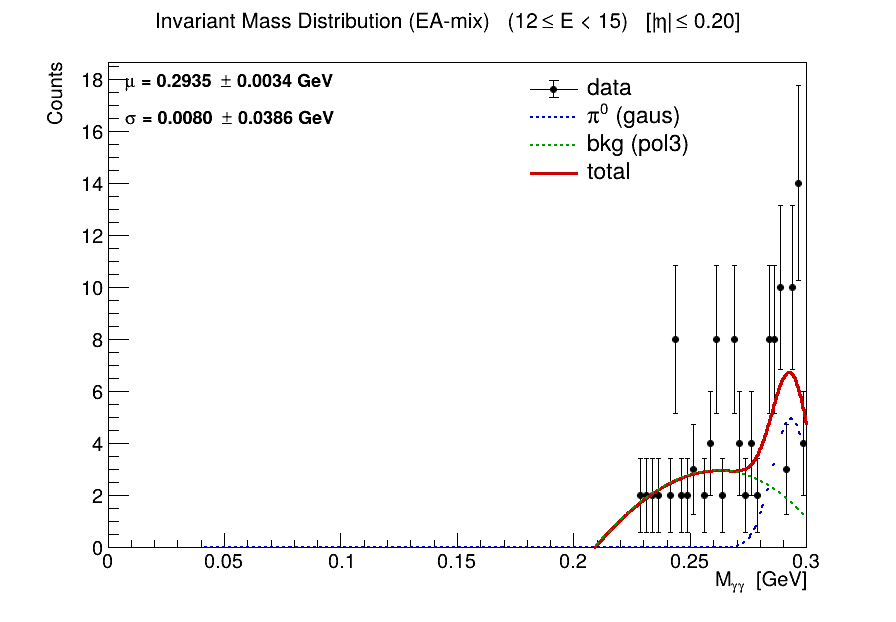 Invariant Mass Distribution (EA-mix) (12 ≤ E < 15) [|η| ≤ 0.20]
Counts
μ = 0.2935 ± 0.0034 GeV
σ = 0.0080 ± 0.0386 GeV
data
π⁰ (gaus)
bkg (pol3)
total
18
16
14
12
10
8
6
4
2
0
0 0.05 0.1 0.15 0.2 0.25 0.3
Mγγ [GeV]